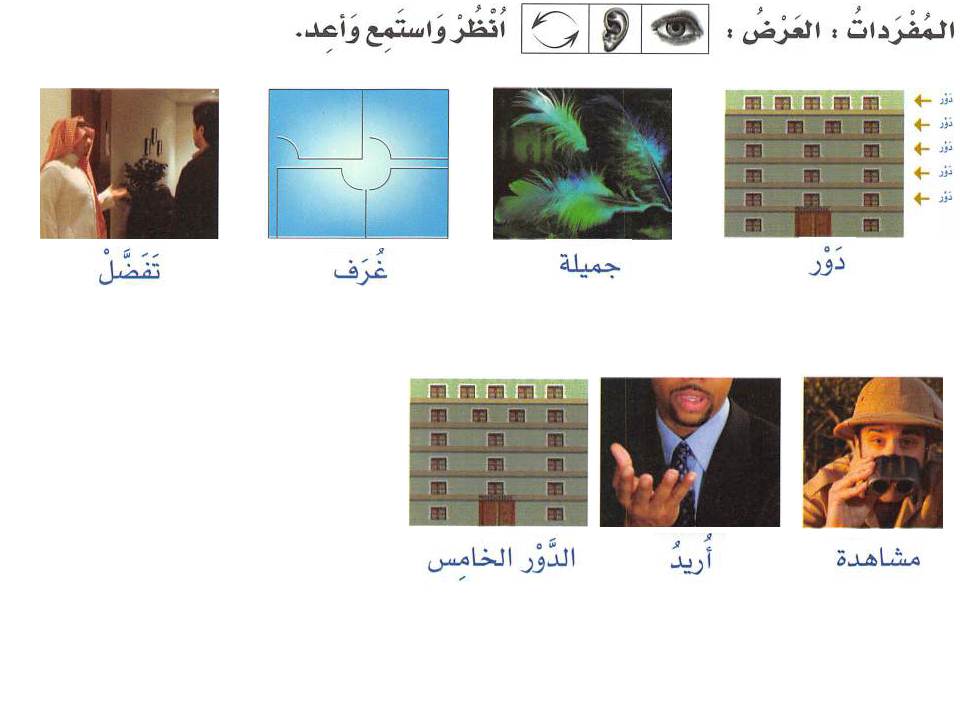 المُفْرَداتُ : العَرْضُ : اُنْظُرْ وَاستَمِع وَأعِد.
دَوْر
دَوْر
دَوْر
دَوْر
دَوْر
دَوْر
جميلة
غُرَف
تَفَضَّلْ
مشاهدة
أُريدُ
الدَّوْر الخامِس